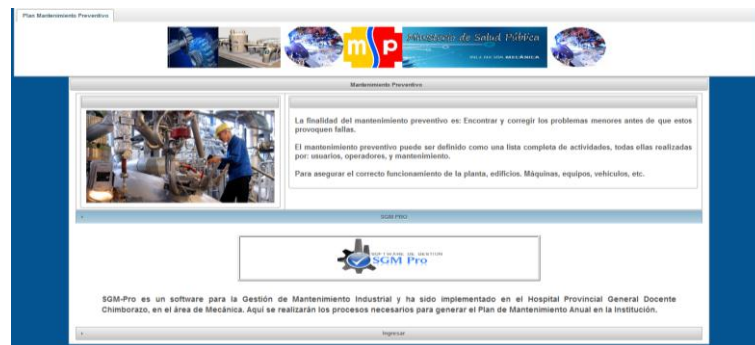 Plan Mantenimiento Preventivo
msp
Ministerio de Salud Pública
Mantenimiento Preventivo
La finalidad del mantenimiento preventivo es: Encontrar y corregir los problemas menores antes de que estos
provoquen fallas.
El mantenimiento preventivo puede ser definido como una lista completa de actividades, todas ellas realizadas
por: usuarios, operadores, y mantenimiento.
Para asegurar el correcto funcionamiento de la planta, edificios. Máquinas, equipos, vehículos, etc.
SGM PRO
SOFTWARE DE GESTIÓN
SGM Pro
SGM-Pro es un software para la Gestión de Mantenimiento Industrial y ha sido implementado en el Hospital Provincial General Docente
Chimborazo, en el área de Mecánica. Aquí se realizarán los procesos necesarios para generar el Plan de Mantenimiento Anual en la Institución.
Ingresar